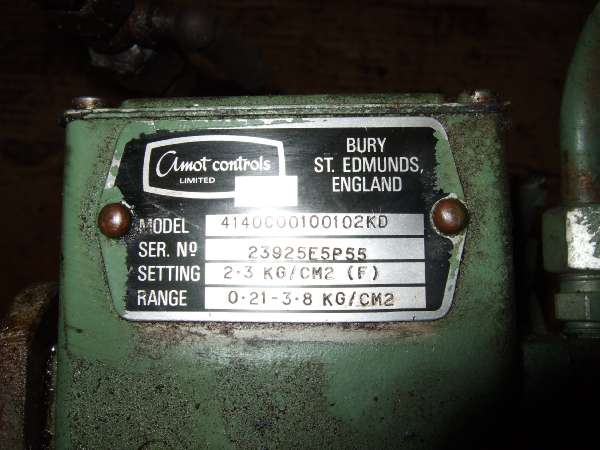 Amot controls
LIMITED
BURY
ST. EDMUNDS,
ENGLAND
MODEL 4140C00100102KD
SER. Nº 23925E5P55
SETTING 2·3 KG/CM2 (F)
RANGE 0·21-3·8 KG/CM2